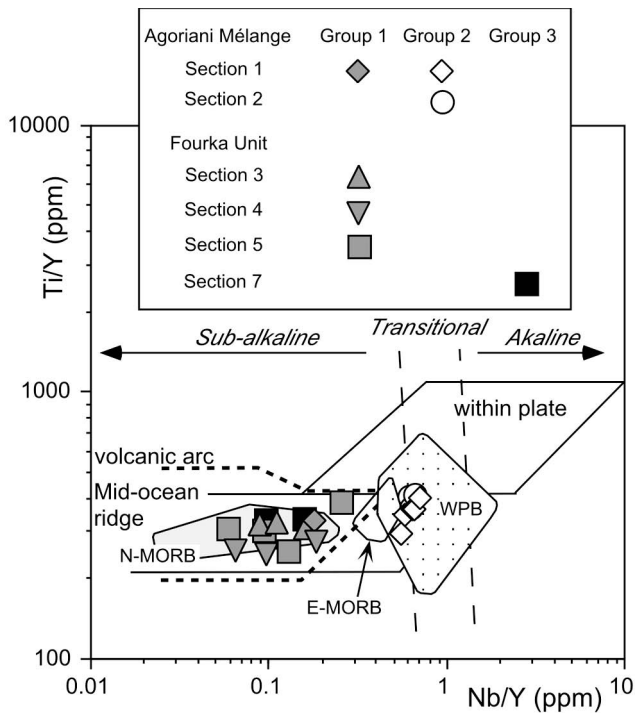 Agoriani Mélange Group 1 Group 2 Group 3
Section 1
Section 2
Fourka Unit
Section 3
Section 4
Section 5
Section 7
10000
Ti/Y (ppm)
Sub-alkaline Transitional Akaline
1000
within plate
volcanic arc
Mid-ocean
ridge
WPB
N-MORB
E-MORB
100
0.01 0.1 1 10
Nb/Y (ppm)